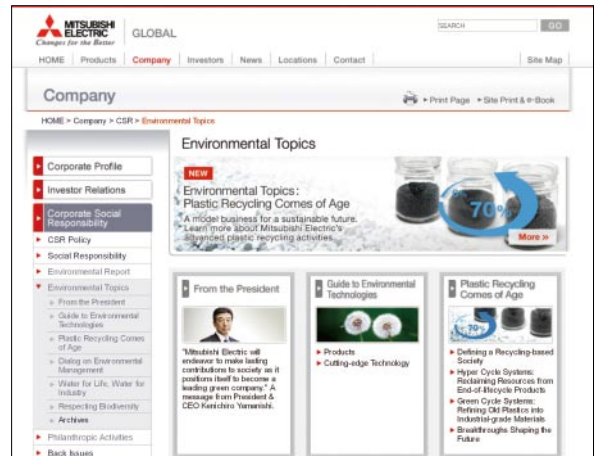 MITSUBISHI
ELECTRIC
Changes for the Better
GLOBAL
SEARCH
GO
HOME
Products
Company
Investors
News
Locations
Contact
Site Map
Company
Print Page
Site Print & e-Book
HOME > Company > CSR > Environmental Topics
Environmental Topics
Corporate Profile
Investor Relations
Corporate Social
Responsibility
CSR Policy
Social Responsibility
Environmental Report
Environmental Topics
From the President
Guide to Environmental
Technologies
Plastic Recycling Comes
of Age
Dialog on Environmental
Management
Water for Life, Water for
Industry
Respecting Biodiversity
Archives
Philanthropic Activities
Back Issues
NEW
Environmental Topics:
Plastic Recycling Comes of Age
A model business for a sustainable future.
Learn more about Mitsubishi Electric's
advanced plastic recycling activities.
70%
More »
From the President
"Mitsubishi Electric will
endeavor to make lasting
contributions to society as it
positions itself to become a
leading green company." A
message from President &
CEO Kenichiro Yamanishi.
Guide to Environmental
Technologies
Products
Cutting-edge Technology
Plastic Recycling
Comes of Age
70%
Defining a Recycling-based
Society
Hyper Cycle Systems:
Reclaiming Resources from
End-of-lifecycle Products
Green Cycle Systems:
Refining Old Plastics into
Industrial-grade Materials
Breakthroughs Shaping the
Future